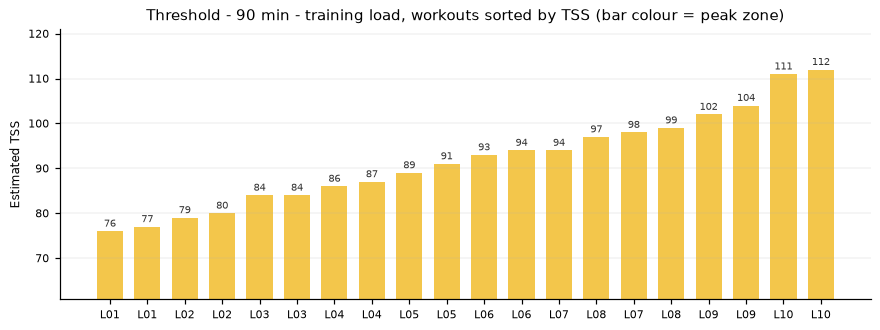 Threshold - 90 min - training load, workouts sorted by TSS (bar colour = peak zone)
Estimated TSS
120
110
100
90
80
70
76 77 79 80 84 84 86 87 89 91 93 94 94 97 98 99 102 104 111 112
L01 L01 L02 L02 L03 L03 L04 L04 L05 L05 L06 L06 L07 L08 L07 L08 L09 L09 L10 L10